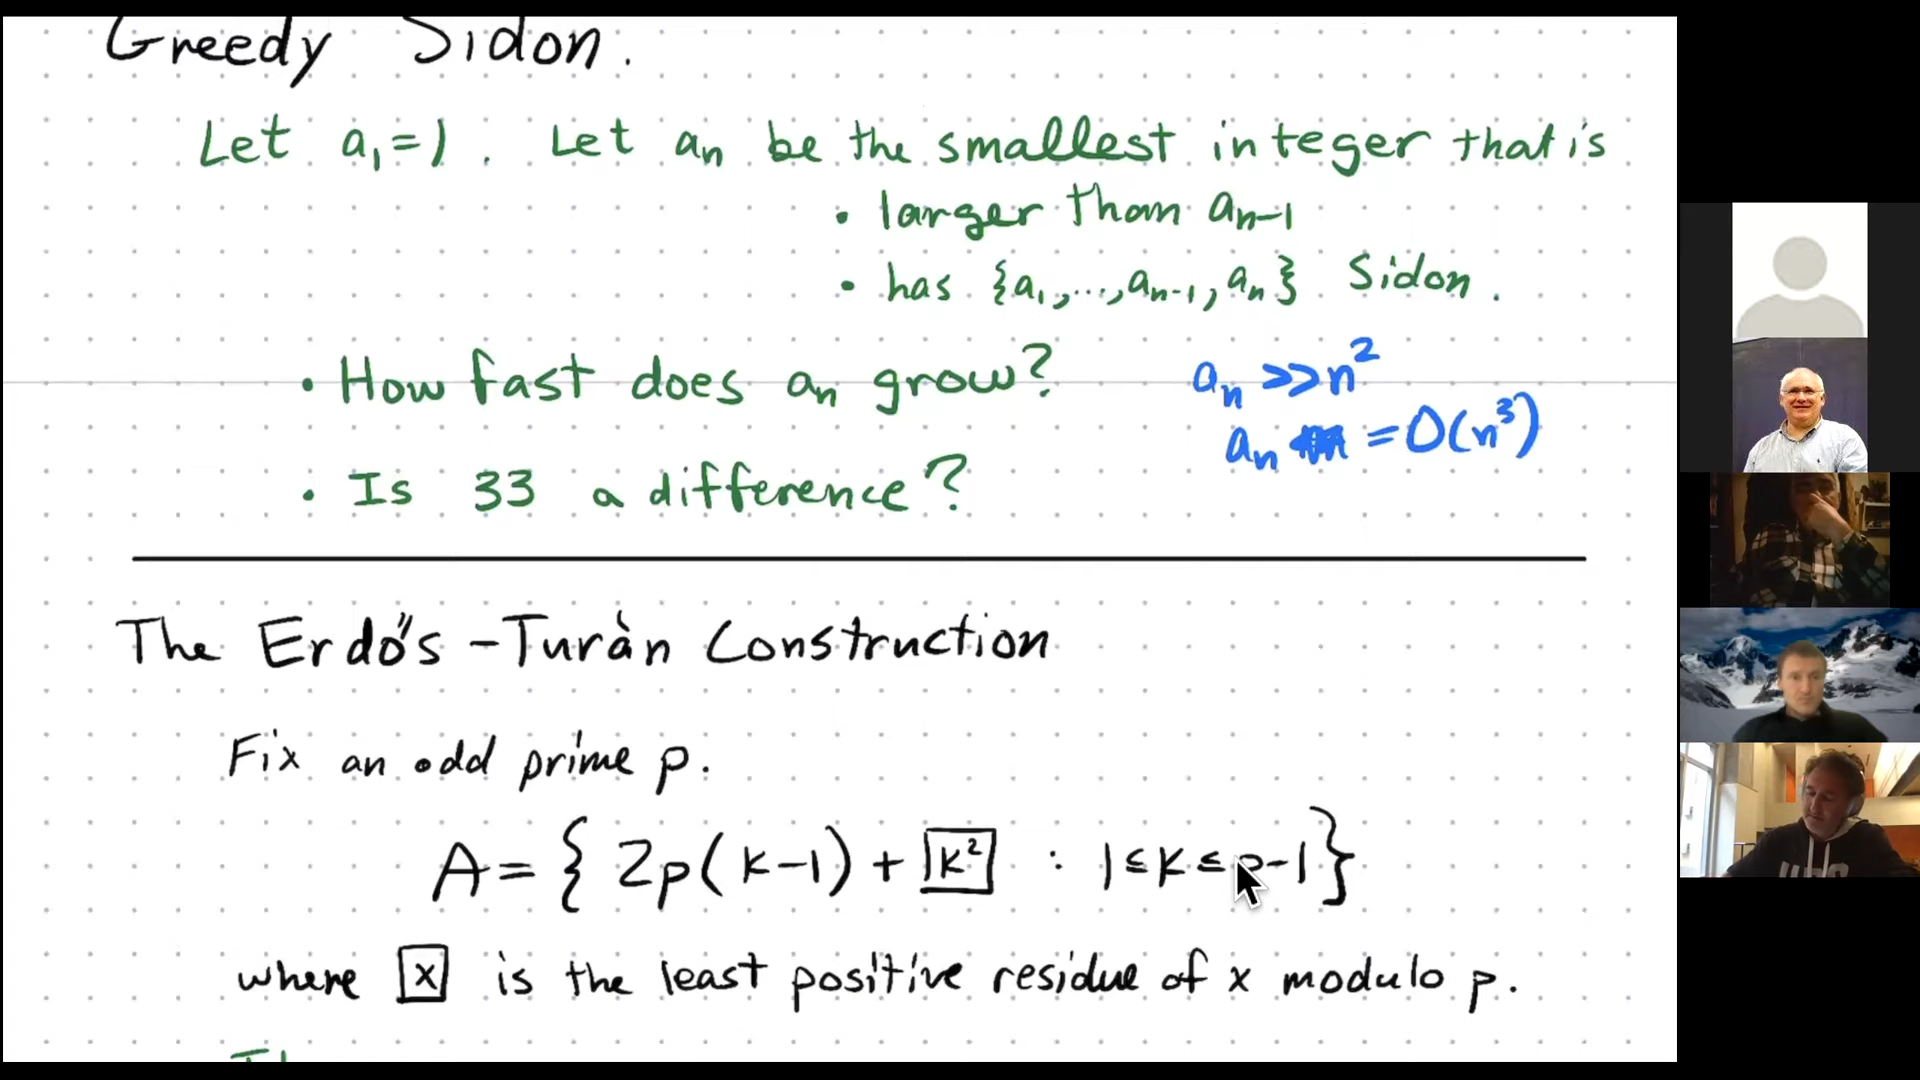 Greedy Sidon.
Let a₁=1. Let aₙ be the smallest integer that is
• larger than aₙ₋₁
• has {a₁,...,aₙ₋₁,aₙ} Sidon.
• How fast does aₙ grow? aₙ >> n²
aₙ = O(n³)
• Is 33 a difference?
The Erdős-Turàn Construction
Fix an odd prime p.
A = { 2p(k-1) + [k²] : 1≤k≤p-1 }
where [x] is the least positive residue of x modulo p.